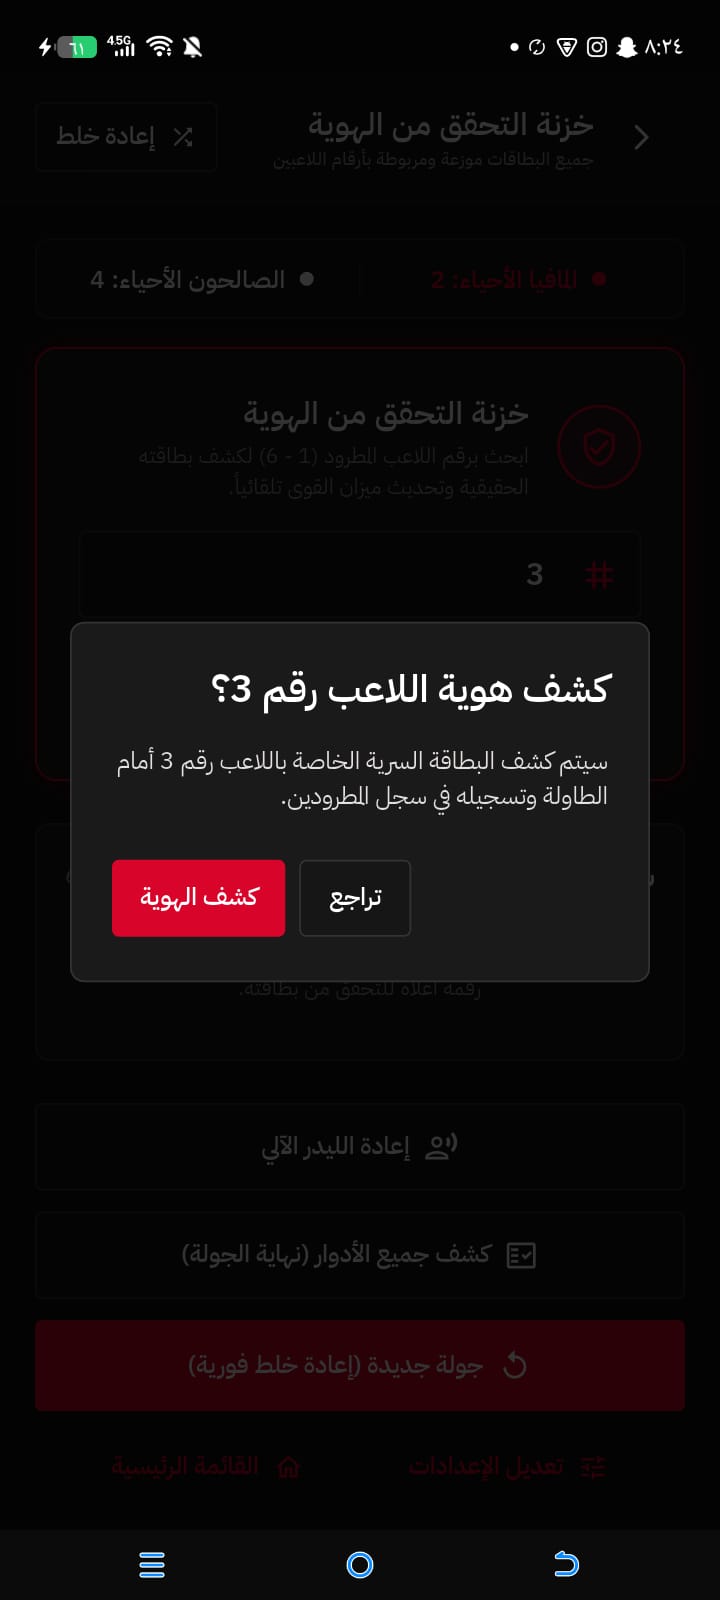 ٨:٢٤
4.5G
٦١
خزنة التحقق من الهوية
جميع البطاقات موزعة ومربوطة بأرقام اللاعبين
إعادة خلط
المافيا الأحياء: 2
الصالحون الأحياء: 4
خزنة التحقق من الهوية
ابحث برقم اللاعب المطرود (1 - 6) لكشف بطاقته
الحقيقية وتحديث ميزان القوى تلقائياً.
3
كشف هوية اللاعب رقم 3؟
سيتم كشف البطاقة السرية الخاصة باللاعب رقم 3 أمام
الطاولة وتسجيله في سجل المطرودين.
تراجع
كشف الهوية
رقمه أعلاه للتحقق من بطاقته.
إعادة الليدر الآلي
كشف جميع الأدوار (نهاية الجولة)
جولة جديدة (إعادة خلط فورية)
تعديل الإعدادات
القائمة الرئيسية